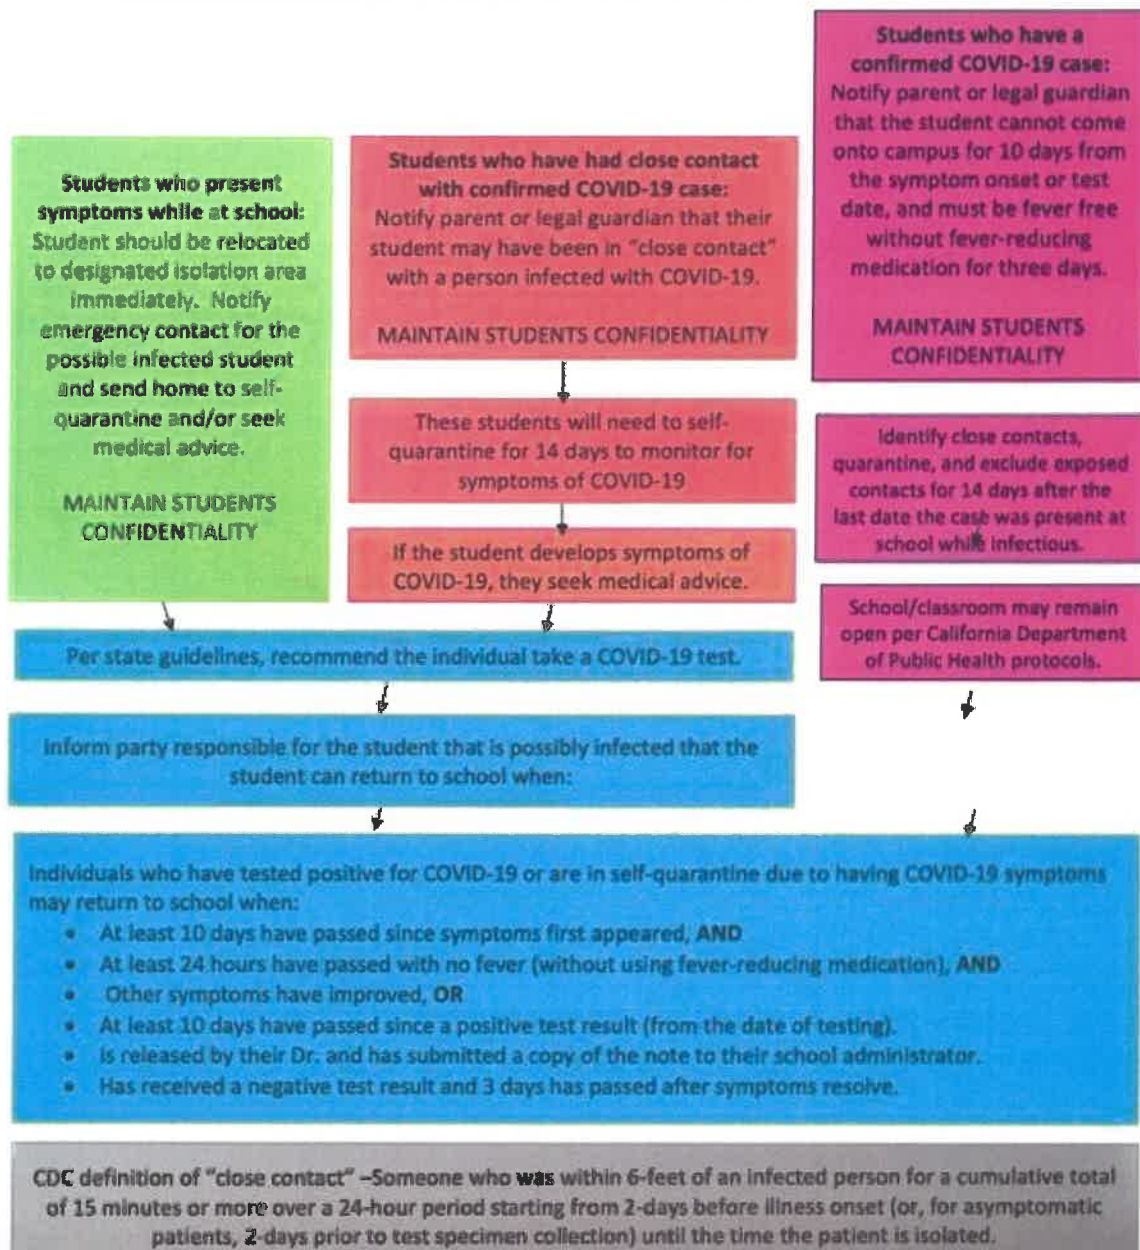 Students who present
symptoms while at school:
Student should be relocated
to designated isolation area
immediately. Notify
emergency contact for the
possible infected student
and send home to self-
quarantine and/or seek
medical advice.
MAINTAIN STUDENTS
CONFIDENTIALITY
Students who have had close contact
with confirmed COVID-19 case:
Notify parent or legal guardian that their
student may have been in "close contact"
with a person infected with COVID-19.
MAINTAIN STUDENTS CONFIDENTIALITY
These students will need to self-
quarantine for 14 days to monitor for
symptoms of COVID-19
If the student develops symptoms of
COVID-19, they seek medical advice.
Students who have a
confirmed COVID-19 case:
Notify parent or legal guardian
that the student cannot come
onto campus for 10 days from
the symptom onset or test
date, and must be fever free
without fever-reducing
medication for three days.
MAINTAIN STUDENTS
CONFIDENTIALITY
Identify close contacts,
quarantine, and exclude exposed
contacts for 14 days after the
last date the case was present at
school while infectious.
School/classroom may remain
open per California Department
of Public Health protocols.
Per state guidelines, recommend the individual take a COVID-19 test.
Inform party responsible for the student that is possibly infected that the
student can return to school when:
Individuals who have tested positive for COVID-19 or are in self-quarantine due to having COVID-19 symptoms
may return to school when:
• At least 10 days have passed since symptoms first appeared, AND
• At least 24 hours have passed with no fever (without using fever-reducing medication), AND
• Other symptoms have improved, OR
• At least 10 days have passed since a positive test result (from the date of testing).
• Is released by their Dr. and has submitted a copy of the note to their school administrator.
• Has received a negative test result and 3 days has passed after symptoms resolve.
CDC definition of "close contact" –Someone who was within 6-feet of an infected person for a cumulative total
of 15 minutes or more over a 24-hour period starting from 2-days before illness onset (or, for asymptomatic
patients, 2-days prior to test specimen collection) until the time the patient is isolated.